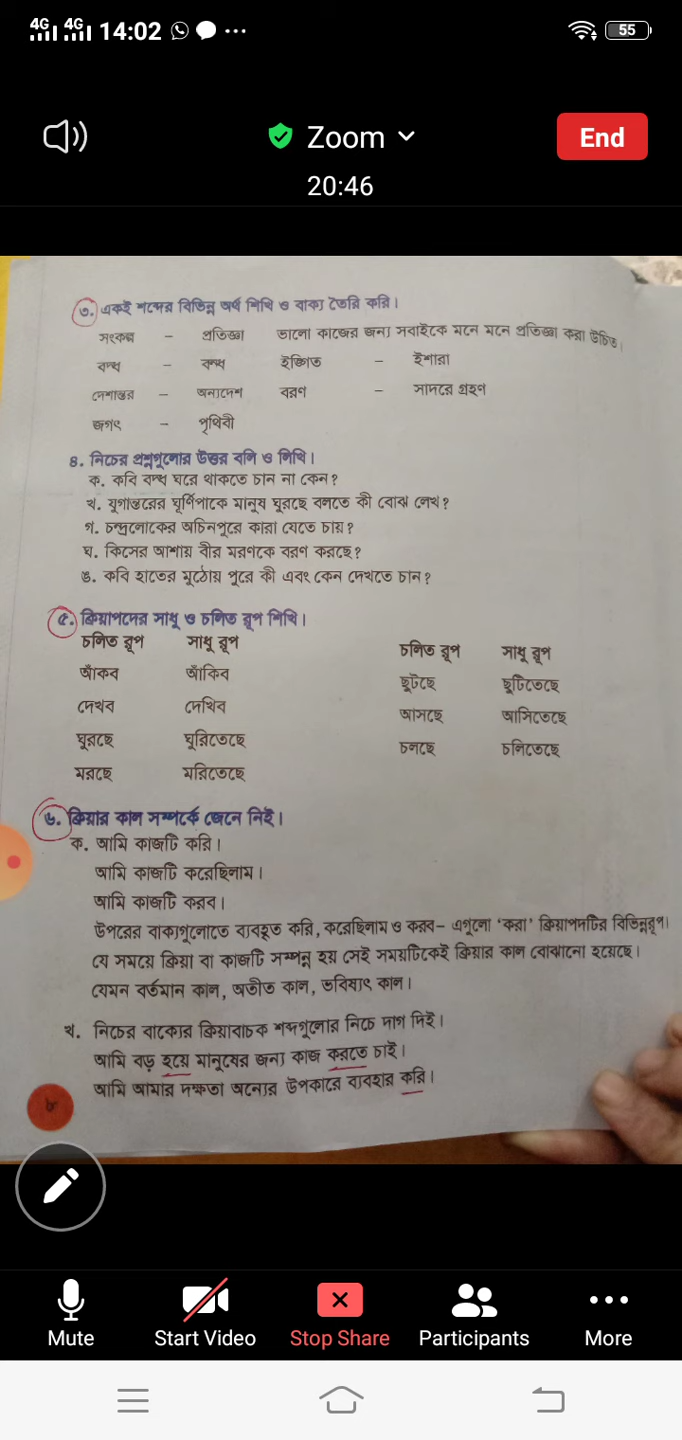 4G 4G 14:02 55
Zoom End
20:46
৩. একই শব্দের বিভিন্ন অর্থ শিখি ও বাক্য তৈরি করি।
সংকল্প – প্রতিজ্ঞা ভালো কাজের জন্য সবাইকে মনে মনে প্রতিজ্ঞা করা উচিত।
বদ্ধ – বন্ধ ইঙ্গিত – ইশারা
দেশান্তর – অন্যদেশ বরণ – সাদরে গ্রহণ
জগৎ – পৃথিবী
৪. নিচের প্রশ্নগুলোর উত্তর বলি ও লিখি।
ক. কবি বদ্ধ ঘরে থাকতে চান না কেন?
খ. যুগান্তরের ঘূর্ণিপাকে মানুষ ঘুরছে বলতে কী বোঝ লেখ?
গ. চন্দ্রলোকের অচিনপুরে কারা যেতে চায়?
ঘ. কিসের আশায় বীর মরণকে বরণ করছে?
ঙ. কবি হাতের মুঠোয় পুরে কী এবং কেন দেখতে চান?
৫. ক্রিয়াপদের সাধু ও চলিত রূপ শিখি।
চলিত রূপ সাধু রূপ চলিত রূপ সাধু রূপ
আঁকব আঁকিব ছুটছে ছুটিতেছে
দেখব দেখিব আসছে আসিতেছে
ঘুরছে ঘুরিতেছে চলছে চলিতেছে
মরছে মরিতেছে
৬. ক্রিয়ার কাল সম্পর্কে জেনে নিই।
ক. আমি কাজটি করি।
আমি কাজটি করেছিলাম।
আমি কাজটি করব।
উপরের বাক্যগুলোতে ব্যবহৃত করি, করেছিলাম ও করব– এগুলো ‘করা’ ক্রিয়াপদটির বিভিন্নরূপ।
যে সময়ে ক্রিয়া বা কাজটি সম্পন্ন হয় সেই সময়টিকেই ক্রিয়ার কাল বোঝানো হয়েছে।
যেমন বর্তমান কাল, অতীত কাল, ভবিষ্যৎ কাল।
খ. নিচের বাক্যের ক্রিয়াবাচক শব্দগুলোর নিচে দাগ দিই।
আমি বড় হয়ে মানুষের জন্য কাজ করতে চাই।
আমি আমার দক্ষতা অন্যের উপকারে ব্যবহার করি।
৮
Mute Start Video Stop Share Participants More